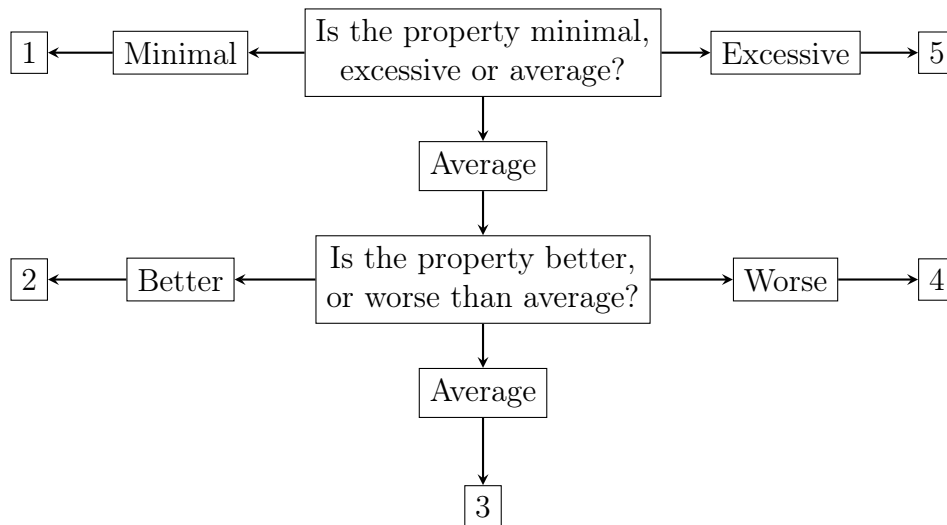 1
Minimal
Is the property minimal,
excessive or average?
Excessive
5
Average
2
Better
Is the property better,
or worse than average?
Worse
4
Average
3